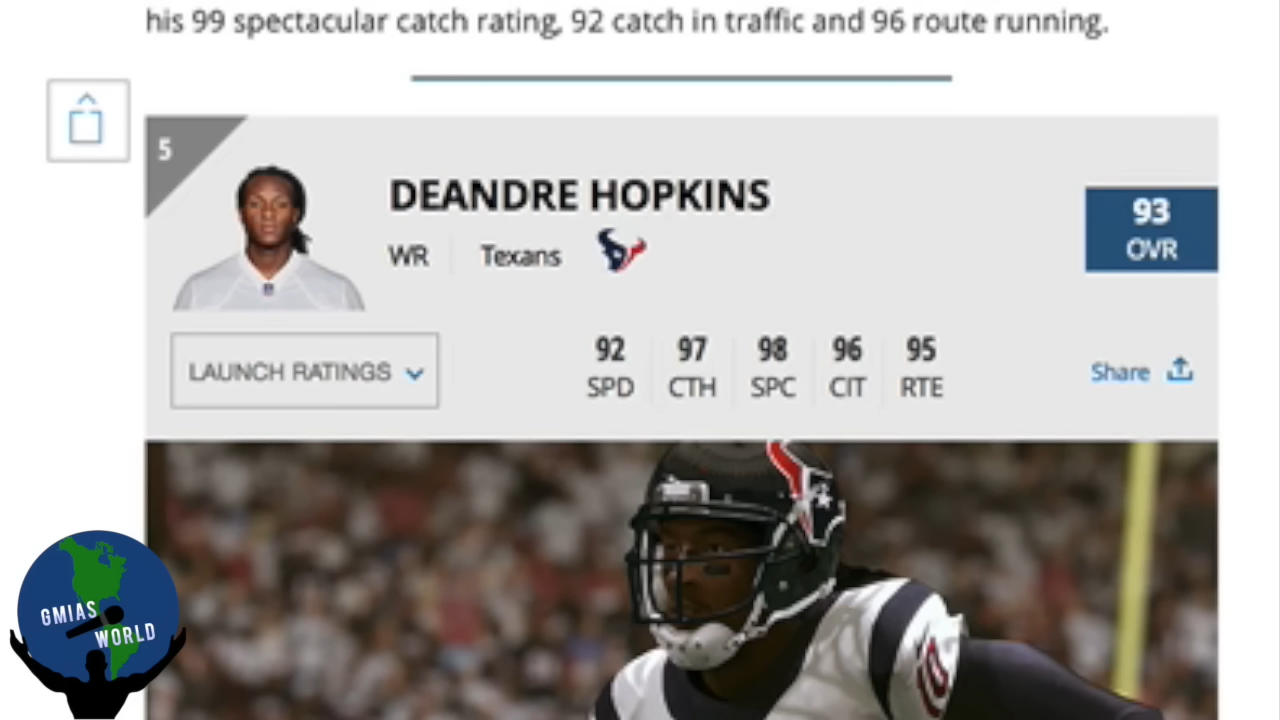 his 99 spectacular catch rating, 92 catch in traffic and 96 route running.
5
DEANDRE HOPKINS
WR Texans
93
OVR
LAUNCH RATINGS
92 97 98 96 95
SPD CTH SPC CIT RTE
Share
GMIAS
WORLD